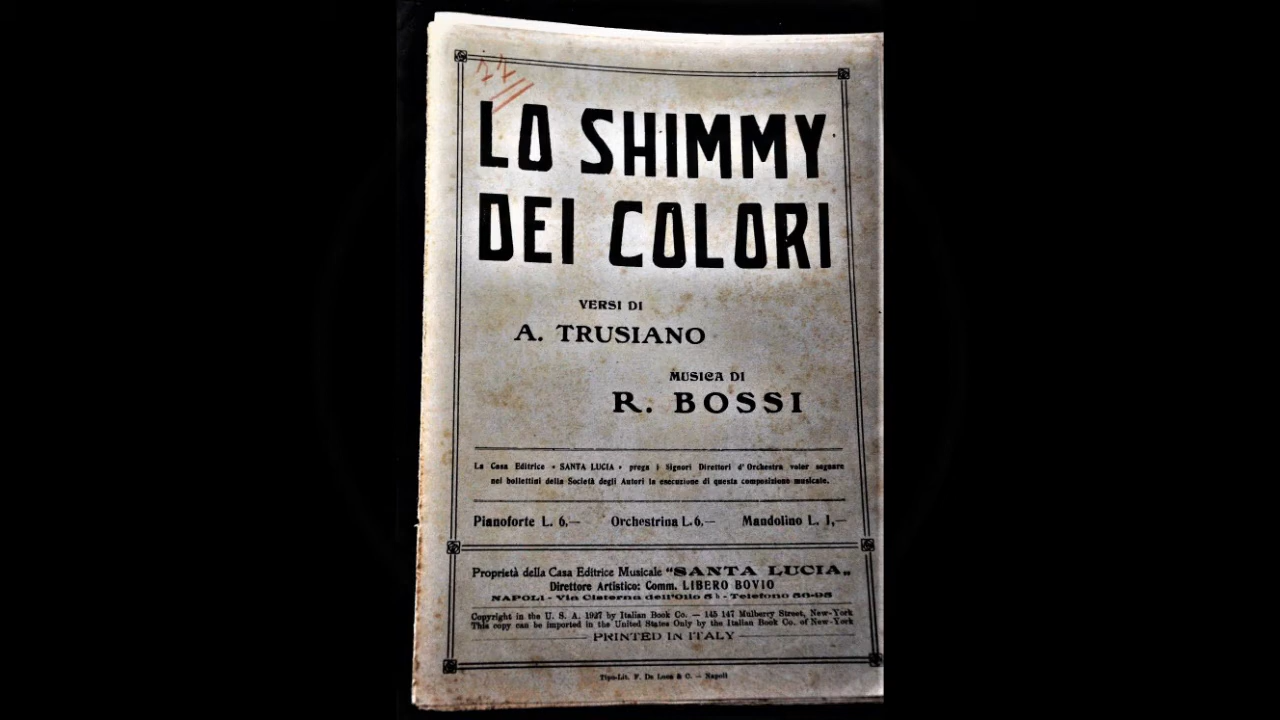 77
LO SHIMMY
DEI COLORI
VERSI DI
A. TRUSIANO
MUSICA DI
R. BOSSI
La Casa Editrice « SANTA LUCIA » prega i Signori Direttori d'Orchestra voler segnare
nei bollettini della Società degli Autori la esecuzione di questa composizione musicale.
Pianoforte L. 6,— Orchestrina L. 6,— Mandolino L. 1,—
Proprietà della Casa Editrice Musicale "SANTA LUCIA„
Direttore Artistico: Comm. LIBERO BOVIO
NAPOLI - Via Cisterna dell'Olio - Telefono
Copyright in the U. S. A. 1927 by Italian Book Co. — 145 147 Mulberry Street, New-York
This copy can be imported in the United States Only by the Italian Book Co. of New-York
PRINTED IN ITALY
Tipo-Lit. F. De Luca & C. — Napoli